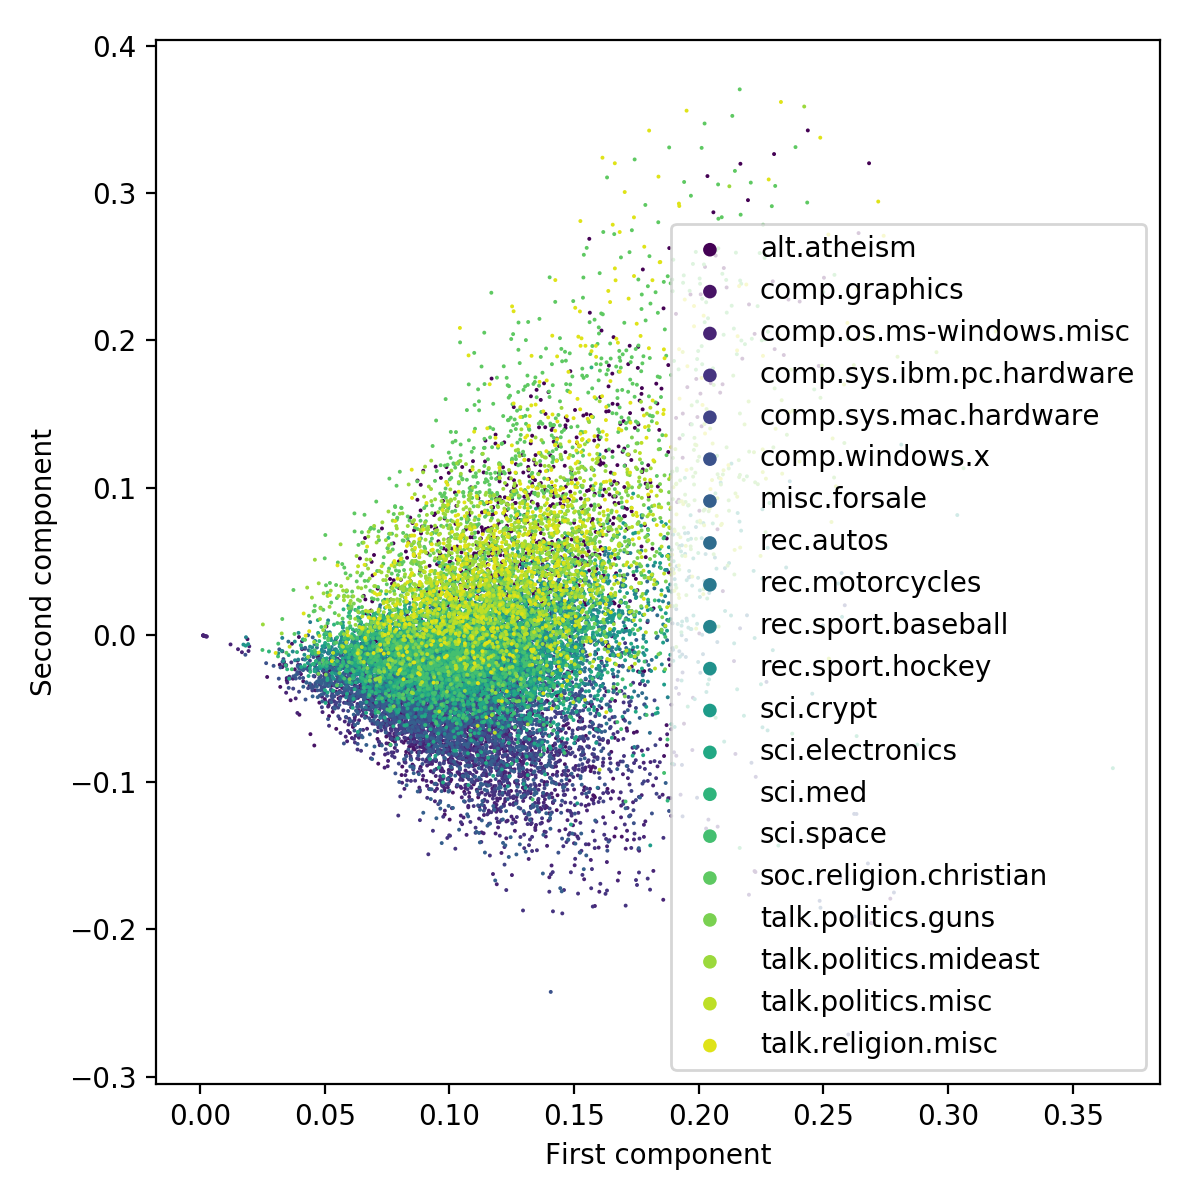 0.4
0.3
0.2
0.1
0.0
−0.1
−0.2
−0.3
Second component
0.00 0.05 0.10 0.15 0.20 0.25 0.30 0.35
First component
alt.atheism
comp.graphics
comp.os.ms-windows.misc
comp.sys.ibm.pc.hardware
comp.sys.mac.hardware
comp.windows.x
misc.forsale
rec.autos
rec.motorcycles
rec.sport.baseball
rec.sport.hockey
sci.crypt
sci.electronics
sci.med
sci.space
soc.religion.christian
talk.politics.guns
talk.politics.mideast
talk.politics.misc
talk.religion.misc